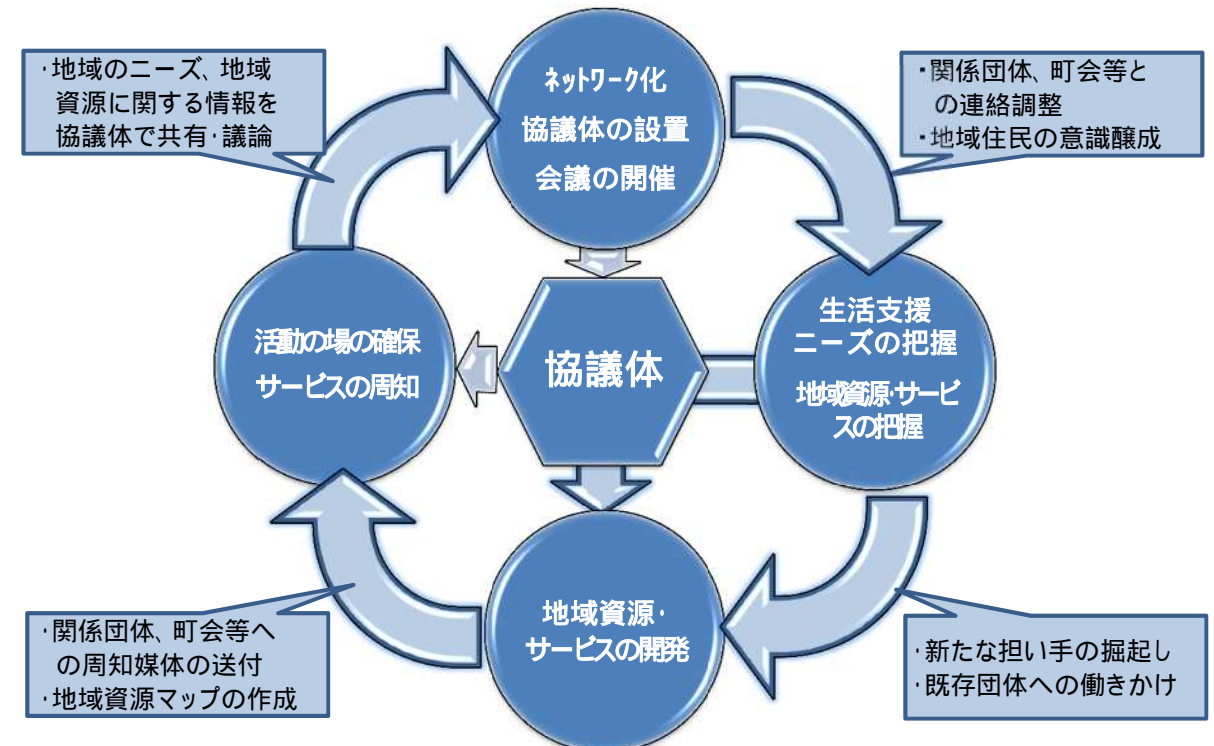 ・地域のニーズ、地域
資源に関する情報を
協議体で共有・議論
ネットワーク化
協議体の設置
会議の開催
・関係団体、町会等と
の連絡調整
・地域住民の意識醸成
活動の場の確保
サービスの周知
協議体
生活支援
ニーズの把握
地域資源・サービ
スの把握
・関係団体、町会等へ
の周知媒体の送付
・地域資源マップの作成
地域資源・
サービスの開発
・新たな担い手の掘起し
・既存団体への働きかけ